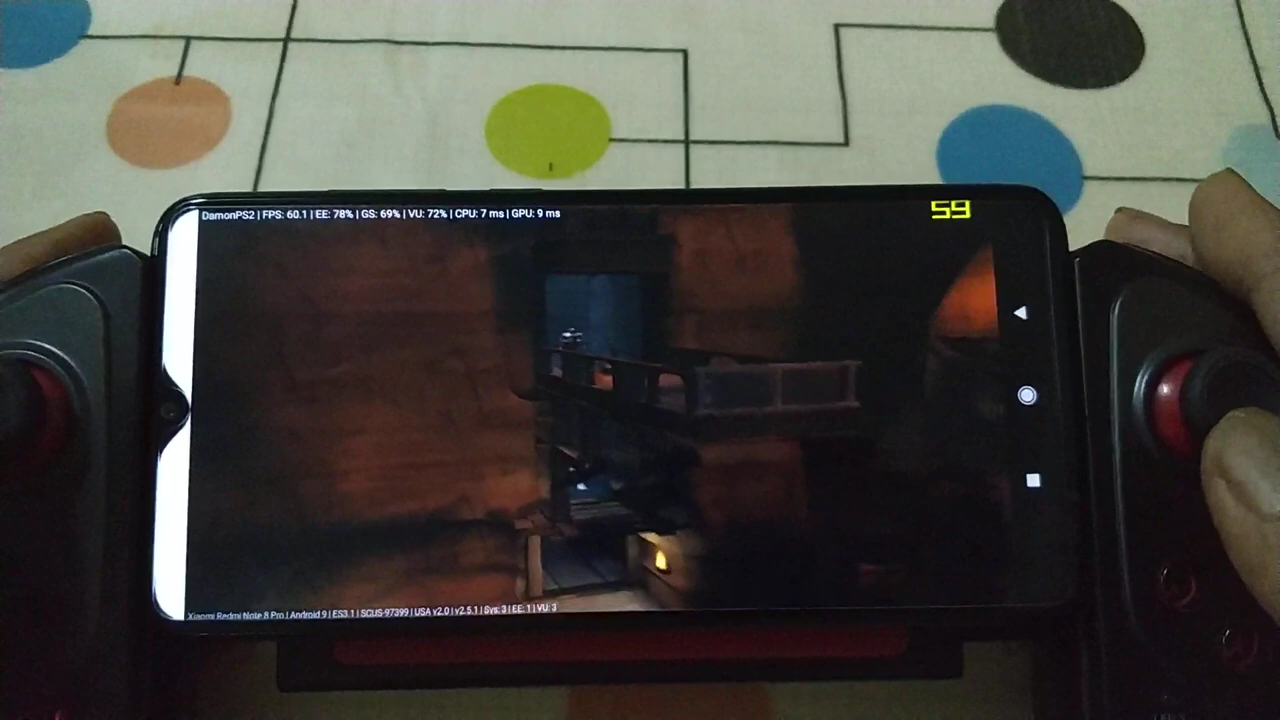 DamonPS2 | FPS: 60.1 | EE: 78% | GS: 69% | VU: 72% | CPU: 7 ms | GPU: 9 ms
59
Xiaomi Redmi Note 8 Pro | Android 9 | ES3.1 | SCUS-97399 | USA v2.0 | v2.5.1 | Sys: 3 | EE: 1 | VU: 3